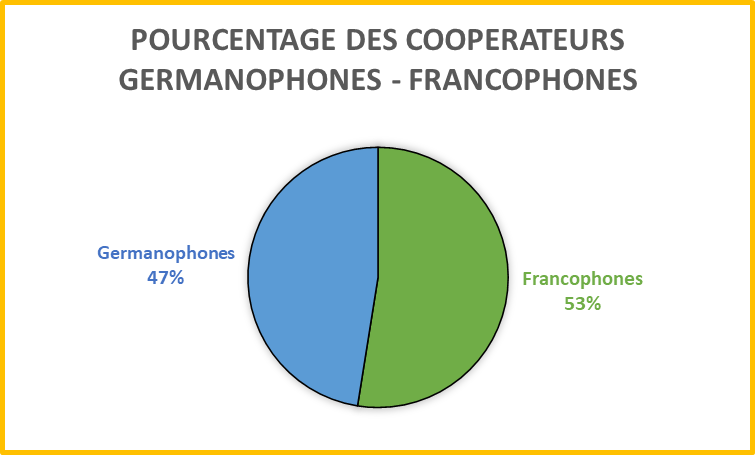 POURCENTAGE DES COOPERATEURS
GERMANOPHONES - FRANCOPHONES
Germanophones
47%
Francophones
53%